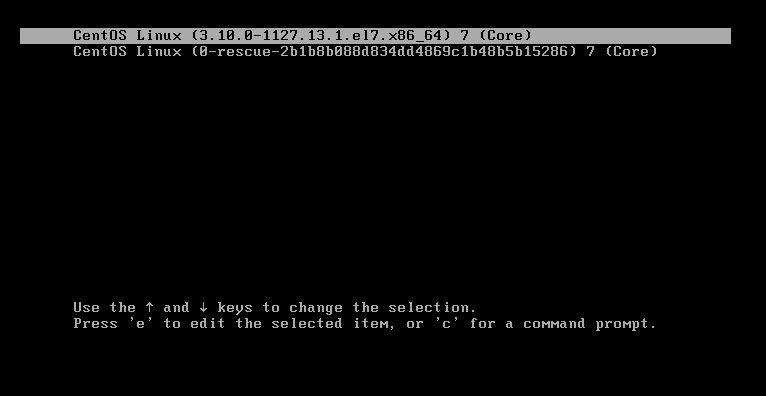 CentOS Linux (3.10.0-1127.13.1.el7.x86_64) 7 (Core)
CentOS Linux (0-rescue-2b1b8b088d834dd4869c1b48b5b15286) 7 (Core)
Use the ↑ and ↓ keys to change the selection.
Press 'e' to edit the selected item, or 'c' for a command prompt.